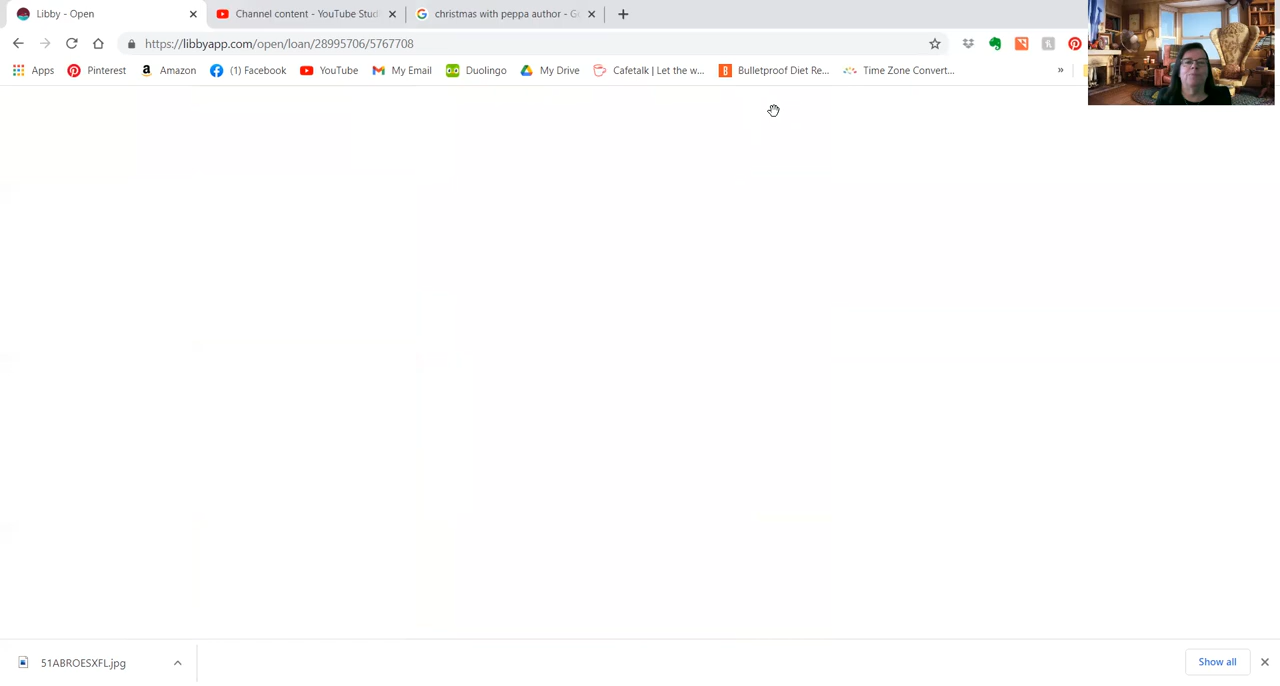 Libby - Open
Channel content - YouTube Stud
christmas with peppa author - G
https://libbyapp.com/open/loan/28995706/5767708
Apps Pinterest Amazon (1) Facebook YouTube My Email Duolingo My Drive Cafetalk | Let the w... Bulletproof Diet Re... Time Zone Convert... »
51ABROESXFL.jpg
Show all